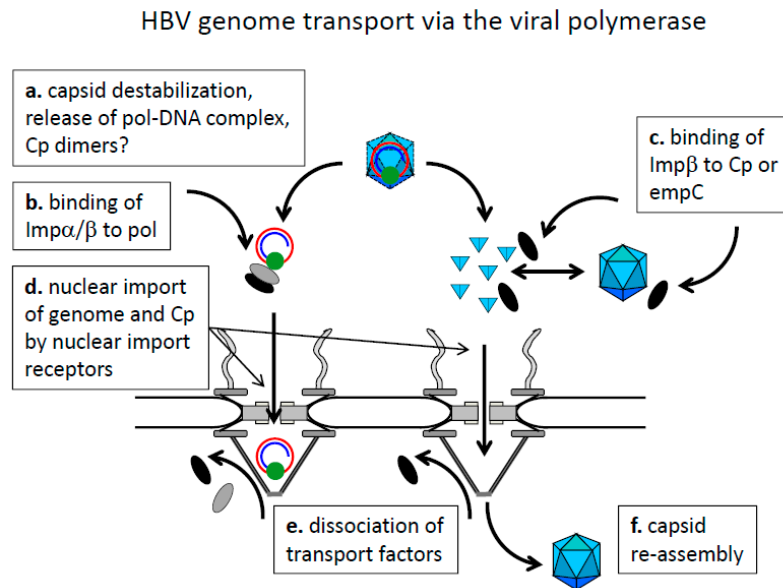 HBV genome transport via the viral polymerase
a. capsid destabilization,
release of pol-DNA complex,
Cp dimers?
b. binding of
Impα/β to pol
c. binding of
Impβ to Cp or
empC
d. nuclear import
of genome and Cp
by nuclear import
receptors
e. dissociation of
transport factors
f. capsid
re-assembly